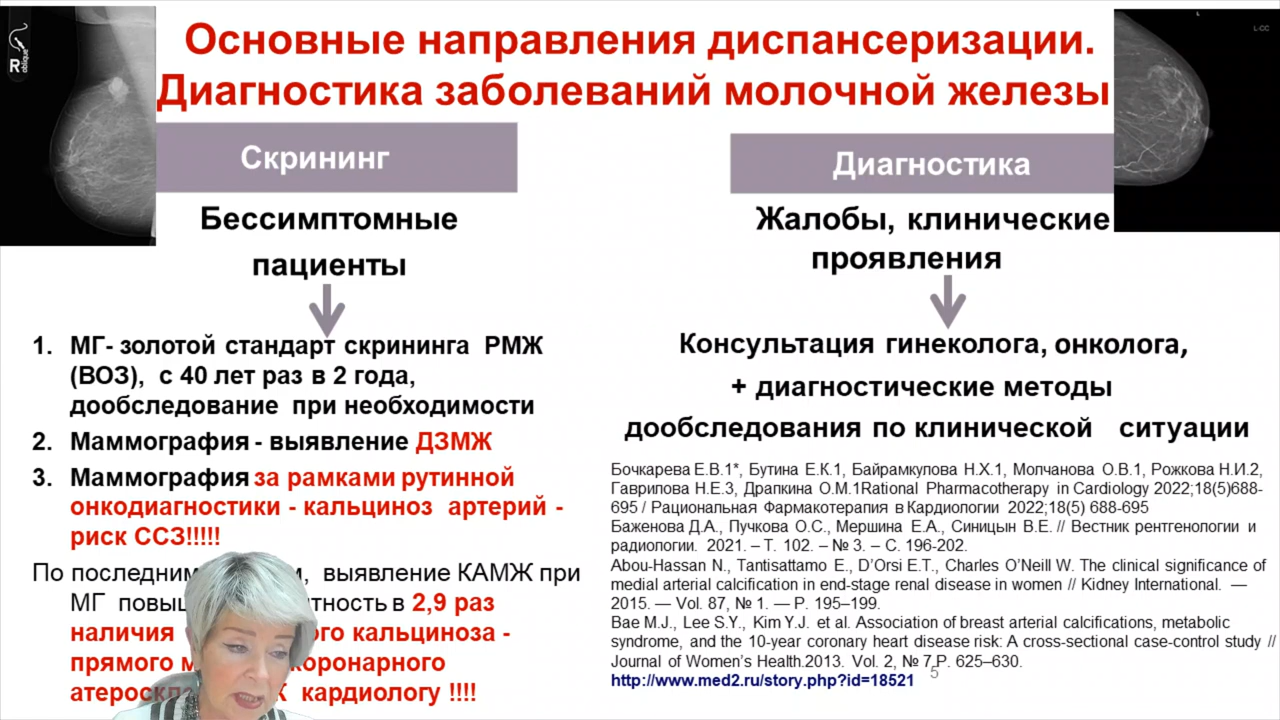 Основные направления диспансеризации.
Диагностика заболеваний молочной железы
R
Oblique
L-CC
Скрининг
Бессимптомные
пациенты
1. МГ- золотой стандарт скрининга РМЖ
(ВОЗ), с 40 лет раз в 2 года,
дообследование при необходимости
2. Маммография - выявление ДЗМЖ
3. Маммография за рамками рутинной
онкодиагностики - кальциноз артерий -
риск ССЗ!!!!!
По последним выявление КАМЖ при
МГ в 2,9 раз
наличия кальциноза -
прямого коронарного
кардиологу !!!!
Диагностика
Жалобы, клинические
проявления
Консультация гинеколога, онколога,
+ диагностические методы
дообследования по клинической ситуации
Бочкарева Е.В.1*, Бутина Е.К.1, Байрамкулова Н.Х.1, Молчанова О.В.1, Рожкова Н.И.2,
Гаврилова Н.Е.3, Драпкина О.М.1Rational Pharmacotherapy in Cardiology 2022;18(5)688-
695 / Рациональная Фармакотерапия в Кардиологии 2022;18(5) 688-695
Баженова Д.А., Пучкова О.С., Мершина Е.А., Синицын В.Е. // Вестник рентгенологии и
радиологии. 2021. – Т. 102. – № 3. – С. 196-202.
Abou-Hassan N., Tantisattamo E., D’Orsi E.T., Charles O’Neill W. The clinical significance of
medial arterial calcification in end-stage renal disease in women // Kidney International. —
2015. — Vol. 87, № 1. — P. 195–199.
Bae M.J., Lee S.Y., Kim Y.J. et al. Association of breast arterial calcifications, metabolic
syndrome, and the 10-year coronary heart disease risk: A cross-sectional case-control study //
Journal of Women’s Health.2013. Vol. 2, № 7.P. 625–630.
http://www.med2.ru/story.php?id=18521
5